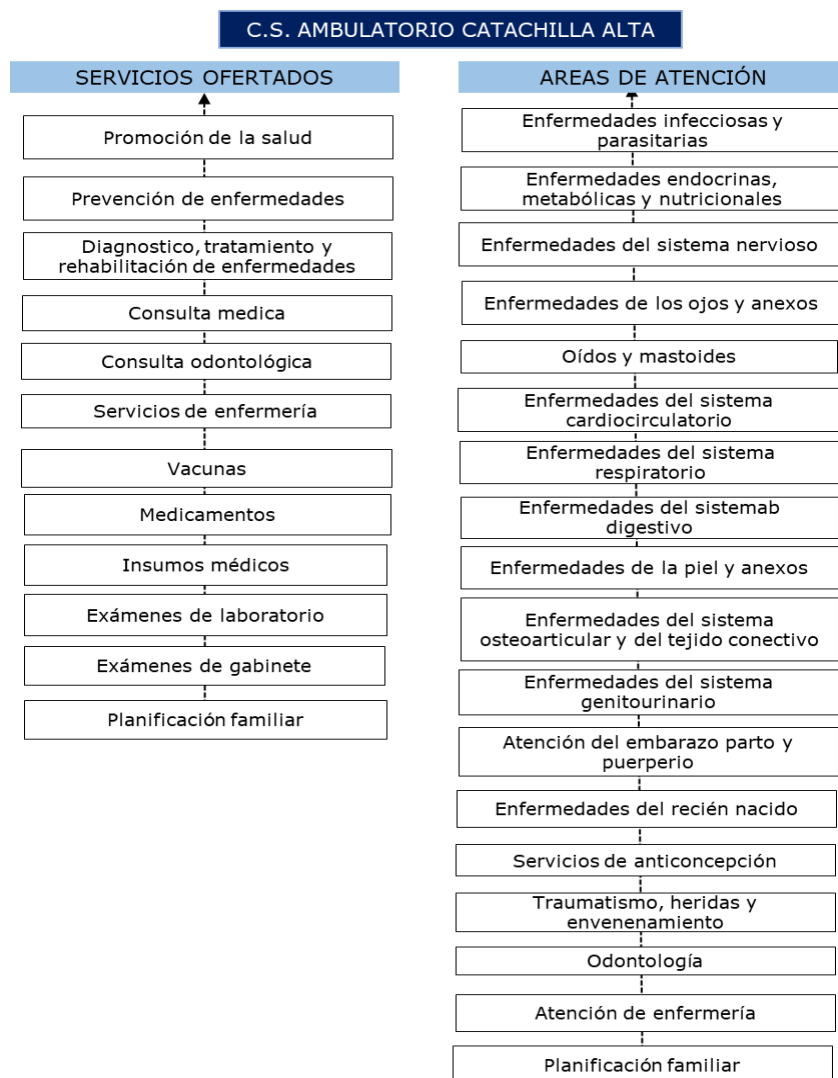 C.S. AMBULATORIO CATACHILLA ALTA
SERVICIOS OFERTADOS
Promoción de la salud
Prevención de enfermedades
Diagnostico, tratamiento y
rehabilitación de enfermedades
Consulta medica
Consulta odontológica
Servicios de enfermería
Vacunas
Medicamentos
Insumos médicos
Exámenes de laboratorio
Exámenes de gabinete
Planificación familiar
AREAS DE ATENCIÓN
Enfermedades infecciosas y
parasitarias
Enfermedades endocrinas,
metabólicas y nutricionales
Enfermedades del sistema nervioso
Enfermedades de los ojos y anexos
Oídos y mastoides
Enfermedades del sistema
cardiocirculatorio
Enfermedades del sistema
respiratorio
Enfermedades del sistemab
digestivo
Enfermedades de la piel y anexos
Enfermedades del sistema
osteoarticular y del tejido conectivo
Enfermedades del sistema
genitourinario
Atención del embarazo parto y
puerperio
Enfermedades del recién nacido
Servicios de anticoncepción
Traumatismo, heridas y
envenenamiento
Odontología
Atención de enfermería
Planificación familiar